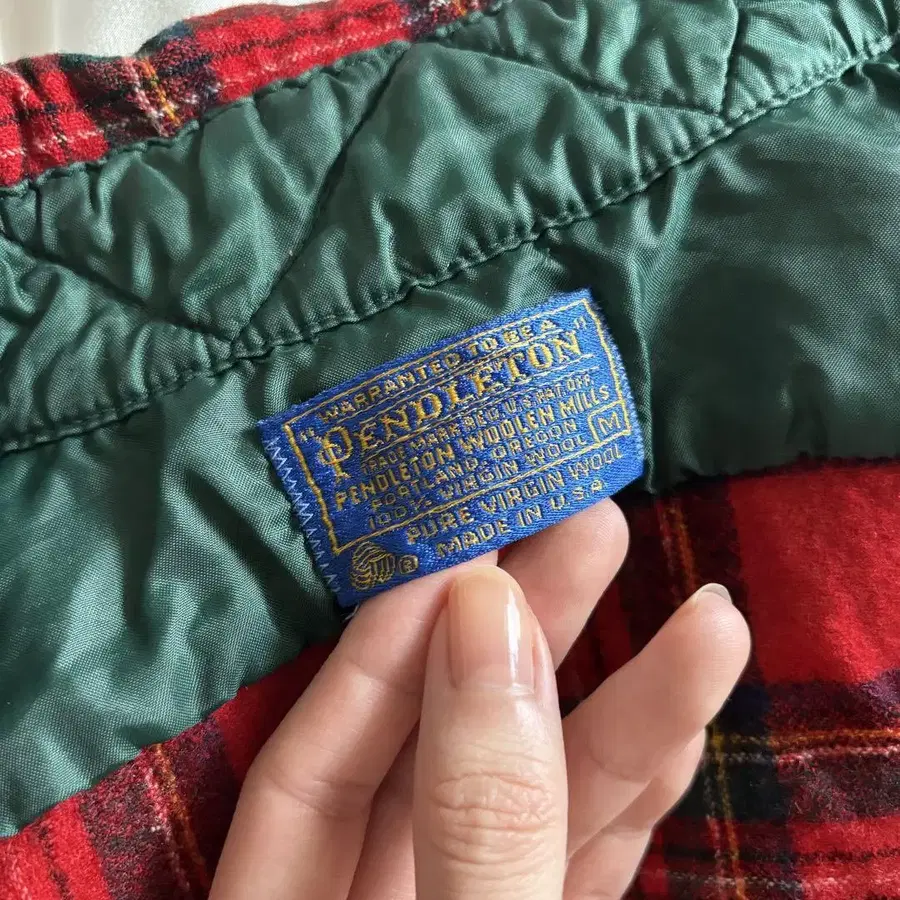 WARRANTED TO BE A
"PENDLETON"
TRADE MARK REG. U.S. PAT. OFF.
PENDLETON WOOLEN MILLS
PORTLAND, OREGON
100% VIRGIN WOOL
M
PURE VIRGIN WOOL
MADE IN U.S.A
®